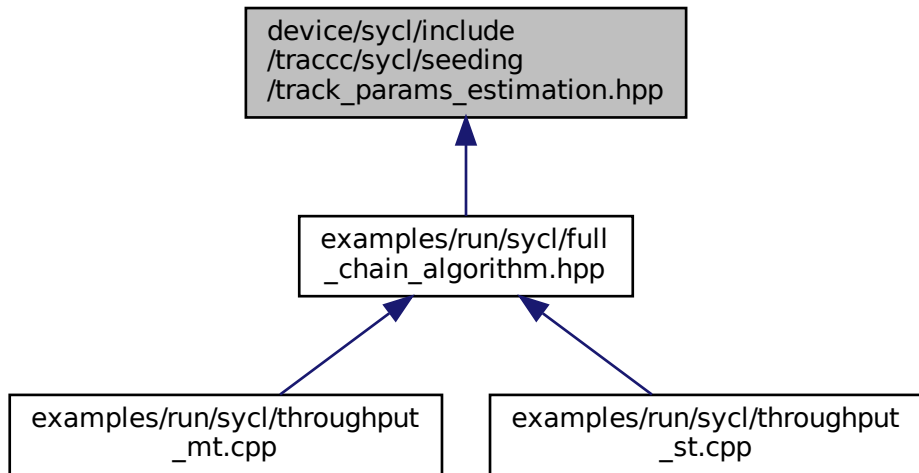 device/sycl/include
/traccc/sycl/seeding
/track_params_estimation.hpp
examples/run/sycl/full
_chain_algorithm.hpp
examples/run/sycl/throughput
_mt.cpp
examples/run/sycl/throughput
_st.cpp